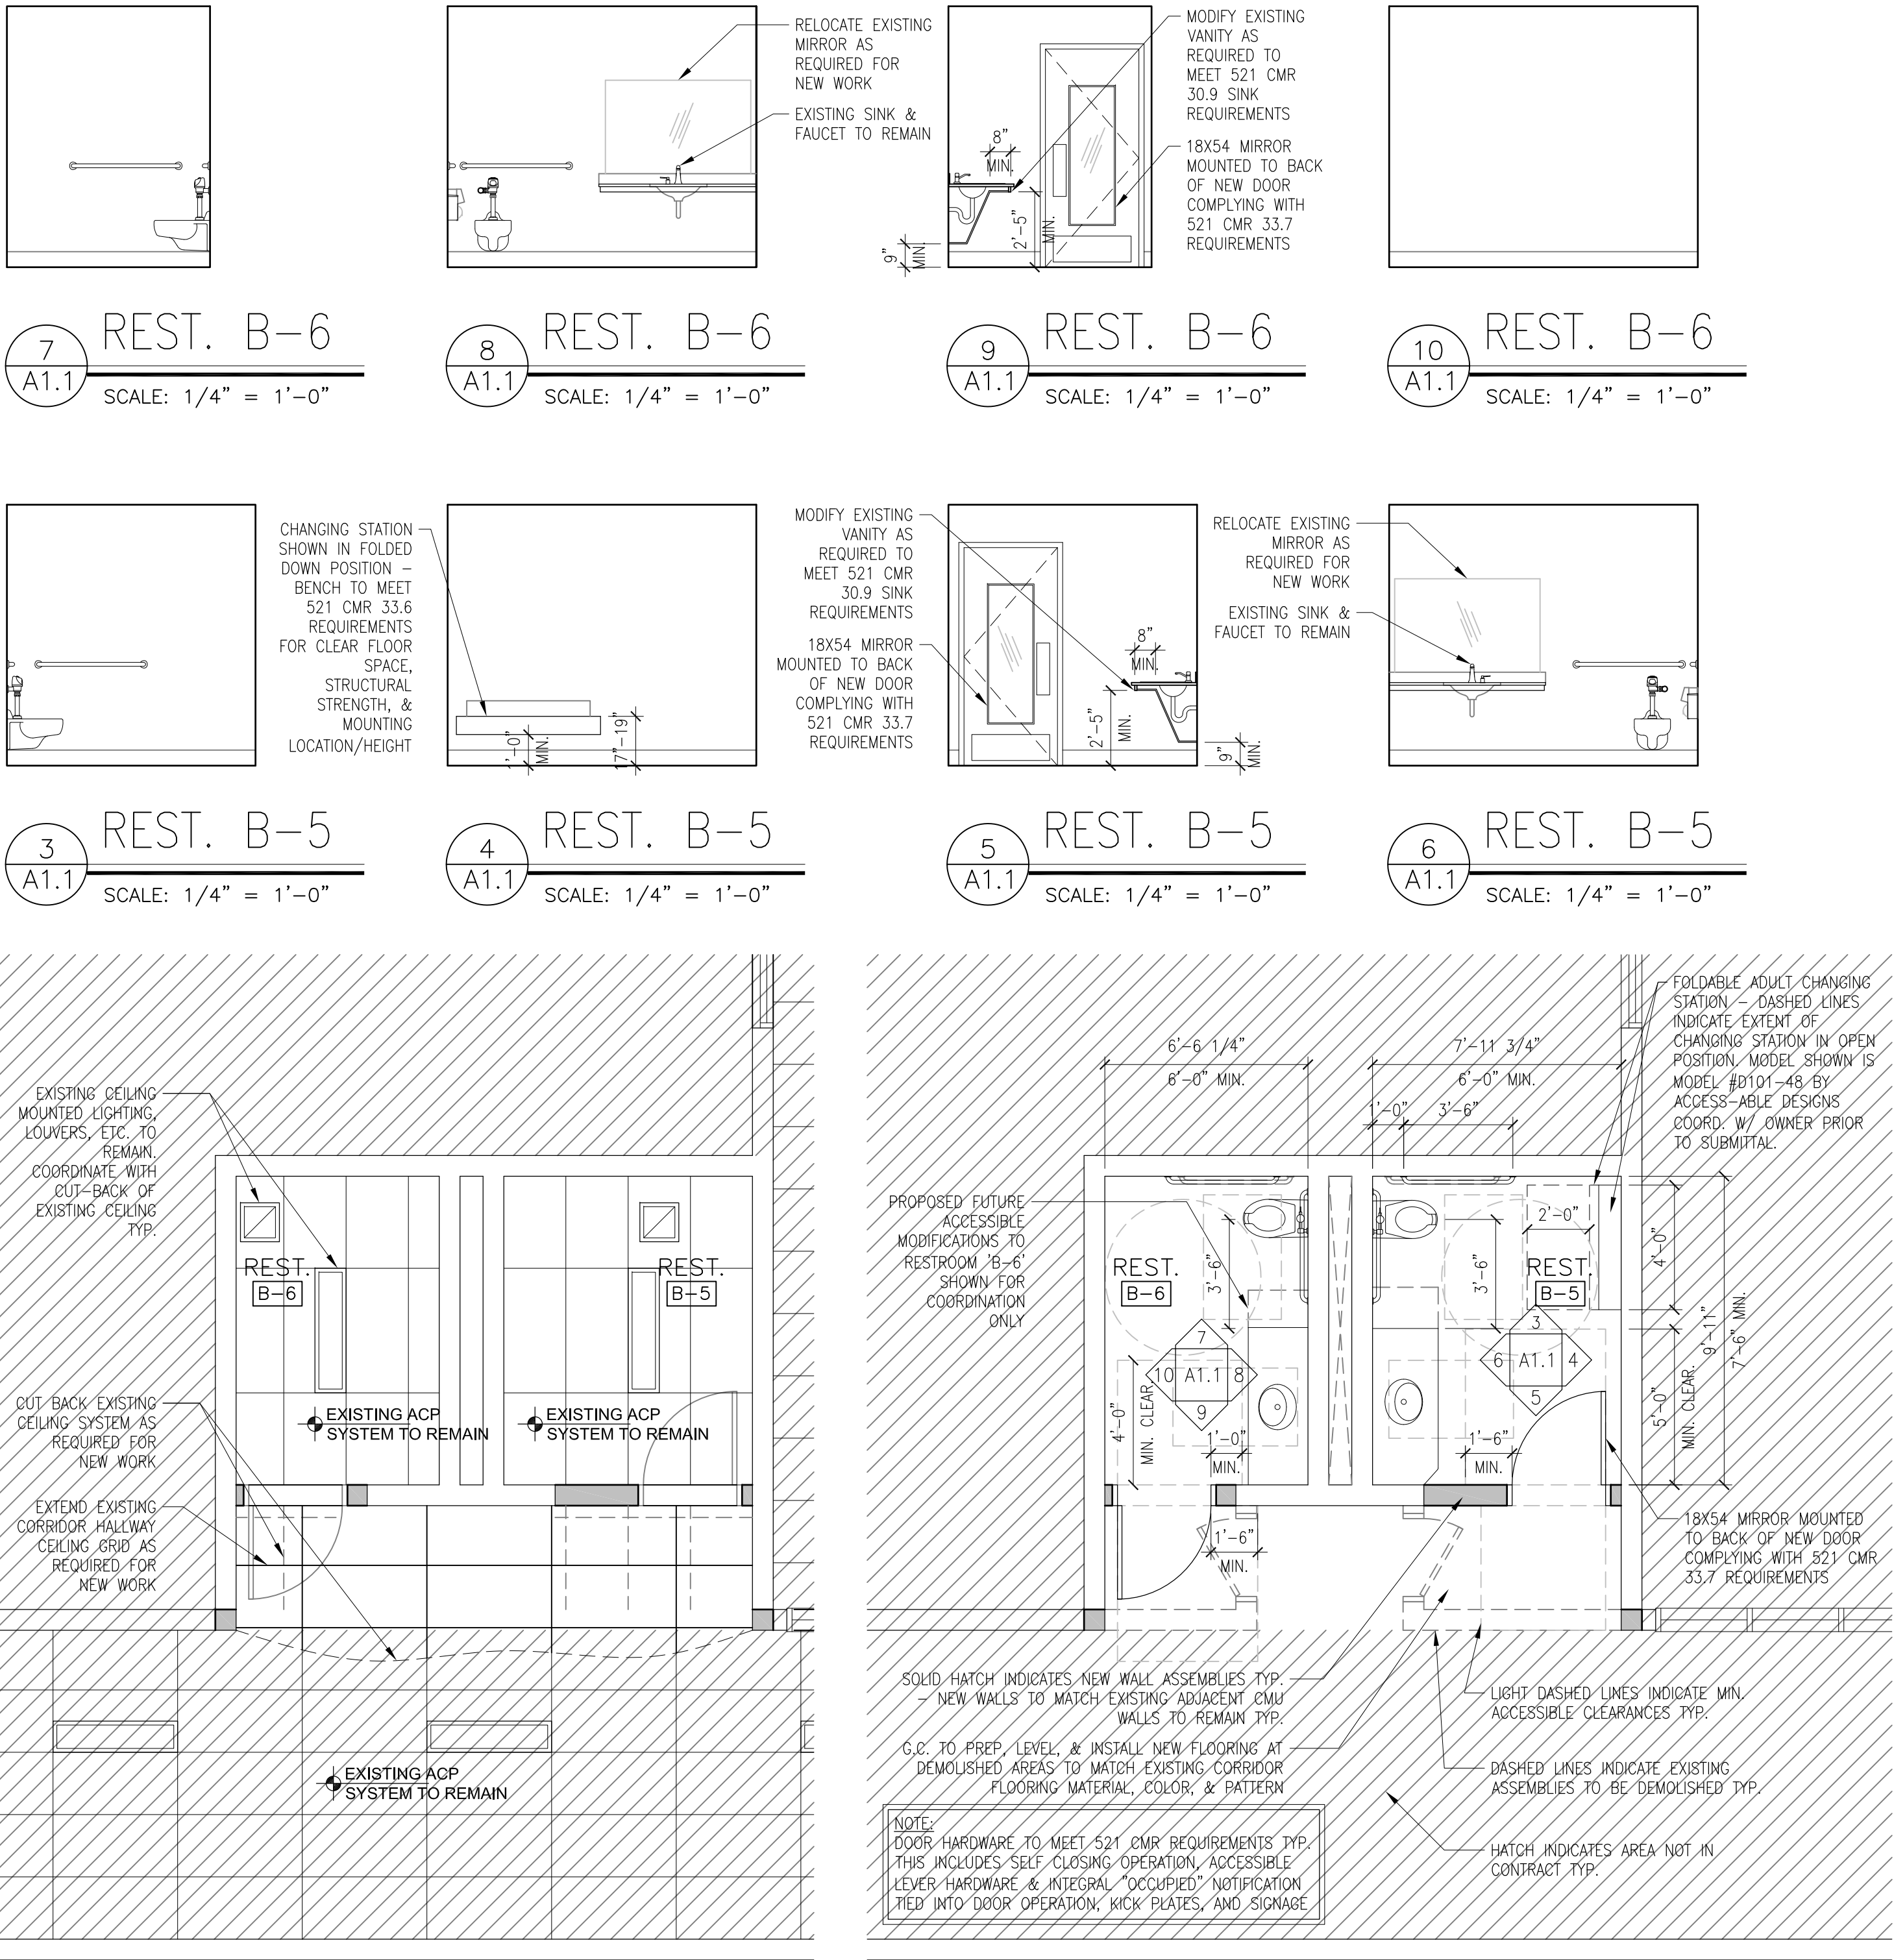 RELOCATE EXISTING
MIRROR AS
REQUIRED FOR
NEW WORK
EXISTING SINK &
FAUCET TO REMAIN
8"
MIN.
2'-5"
MIN.
9"
MIN.
MODIFY EXISTING
VANITY AS
REQUIRED TO
MEET 521 CMR
30.9 SINK
REQUIREMENTS
18X54 MIRROR
MOUNTED TO BACK
OF NEW DOOR
COMPLYING WITH
521 CMR 33.7
REQUIREMENTS
7
A1.1
REST. B-6
SCALE: 1/4" = 1'-0"
8
A1.1
REST. B-6
SCALE: 1/4" = 1'-0"
9
A1.1
REST. B-6
SCALE: 1/4" = 1'-0"
10
A1.1
REST. B-6
SCALE: 1/4" = 1'-0"
CHANGING STATION
SHOWN IN FOLDED
DOWN POSITION -
BENCH TO MEET
521 CMR 33.6
REQUIREMENTS
FOR CLEAR FLOOR
SPACE,
STRUCTURAL
STRENGTH, &
MOUNTING
LOCATION/HEIGHT
1'-0"
MIN.
17"-19"
MODIFY EXISTING
VANITY AS
REQUIRED TO
MEET 521 CMR
30.9 SINK
REQUIREMENTS
18X54 MIRROR
MOUNTED TO BACK
OF NEW DOOR
COMPLYING WITH
521 CMR 33.7
REQUIREMENTS
8"
MIN.
2'-5"
MIN.
9"
MIN.
RELOCATE EXISTING
MIRROR AS
REQUIRED FOR
NEW WORK
EXISTING SINK &
FAUCET TO REMAIN
3
A1.1
REST. B-5
SCALE: 1/4" = 1'-0"
4
A1.1
REST. B-5
SCALE: 1/4" = 1'-0"
5
A1.1
REST. B-5
SCALE: 1/4" = 1'-0"
6
A1.1
REST. B-5
SCALE: 1/4" = 1'-0"
EXISTING CEILING
MOUNTED LIGHTING,
LOUVERS, ETC. TO
REMAIN.
COORDINATE WITH
CUT-BACK OF
EXISTING CEILING
TYP.
CUT BACK EXISTING
CEILING SYSTEM AS
REQUIRED FOR
NEW WORK
EXTEND EXISTING
CORRIDOR HALLWAY
CEILING GRID AS
REQUIRED FOR
NEW WORK
REST.
B-6
REST.
B-5
EXISTING ACP
SYSTEM TO REMAIN
EXISTING ACP
SYSTEM TO REMAIN
EXISTING ACP
SYSTEM TO REMAIN
6'-6 1/4"
6'-0" MIN.
7'-11 3/4"
6'-0" MIN.
1'-0"
3'-6"
FOLDABLE ADULT CHANGING
STATION - DASHED LINES
INDICATE EXTENT OF
CHANGING STATION IN OPEN
POSITION. MODEL SHOWN IS
MODEL #D101-48 BY
ACCESS-ABLE DESIGNS
COORD. W/ OWNER PRIOR
TO SUBMITTAL.
PROPOSED FUTURE
ACCESSIBLE
MODIFICATIONS TO
RESTROOM 'B-6'
SHOWN FOR
COORDINATION
ONLY
REST.
B-6
3'-6"
3'-6"
2'-0"
REST.
B-5
4'-0"
9'-11"
7'-6" MIN.
5'-0"
MIN. CLEAR.
7
10 A1.1 8
9
3
6 A1.1 4
5
4'-0"
MIN. CLEAR
1'-0"
MIN.
1'-6"
MIN.
1'-6"
MIN.
18X54 MIRROR MOUNTED
TO BACK OF NEW DOOR
COMPLYING WITH 521 CMR
33.7 REQUIREMENTS
SOLID HATCH INDICATES NEW WALL ASSEMBLIES TYP.
- NEW WALLS TO MATCH EXISTING ADJACENT CMU
WALLS TO REMAIN TYP.
G.C. TO PREP, LEVEL, & INSTALL NEW FLOORING AT
DEMOLISHED AREAS TO MATCH EXISTING CORRIDOR
FLOORING MATERIAL, COLOR, & PATTERN
LIGHT DASHED LINES INDICATE MIN.
ACCESSIBLE CLEARANCES TYP.
DASHED LINES INDICATE EXISTING
ASSEMBLIES TO BE DEMOLISHED TYP.
HATCH INDICATES AREA NOT IN
CONTRACT TYP.
NOTE:
DOOR HARDWARE TO MEET 521 CMR REQUIREMENTS TYP.
THIS INCLUDES SELF CLOSING OPERATION, ACCESSIBLE
LEVER HARDWARE & INTEGRAL "OCCUPIED" NOTIFICATION
TIED INTO DOOR OPERATION, KICK PLATES, AND SIGNAGE